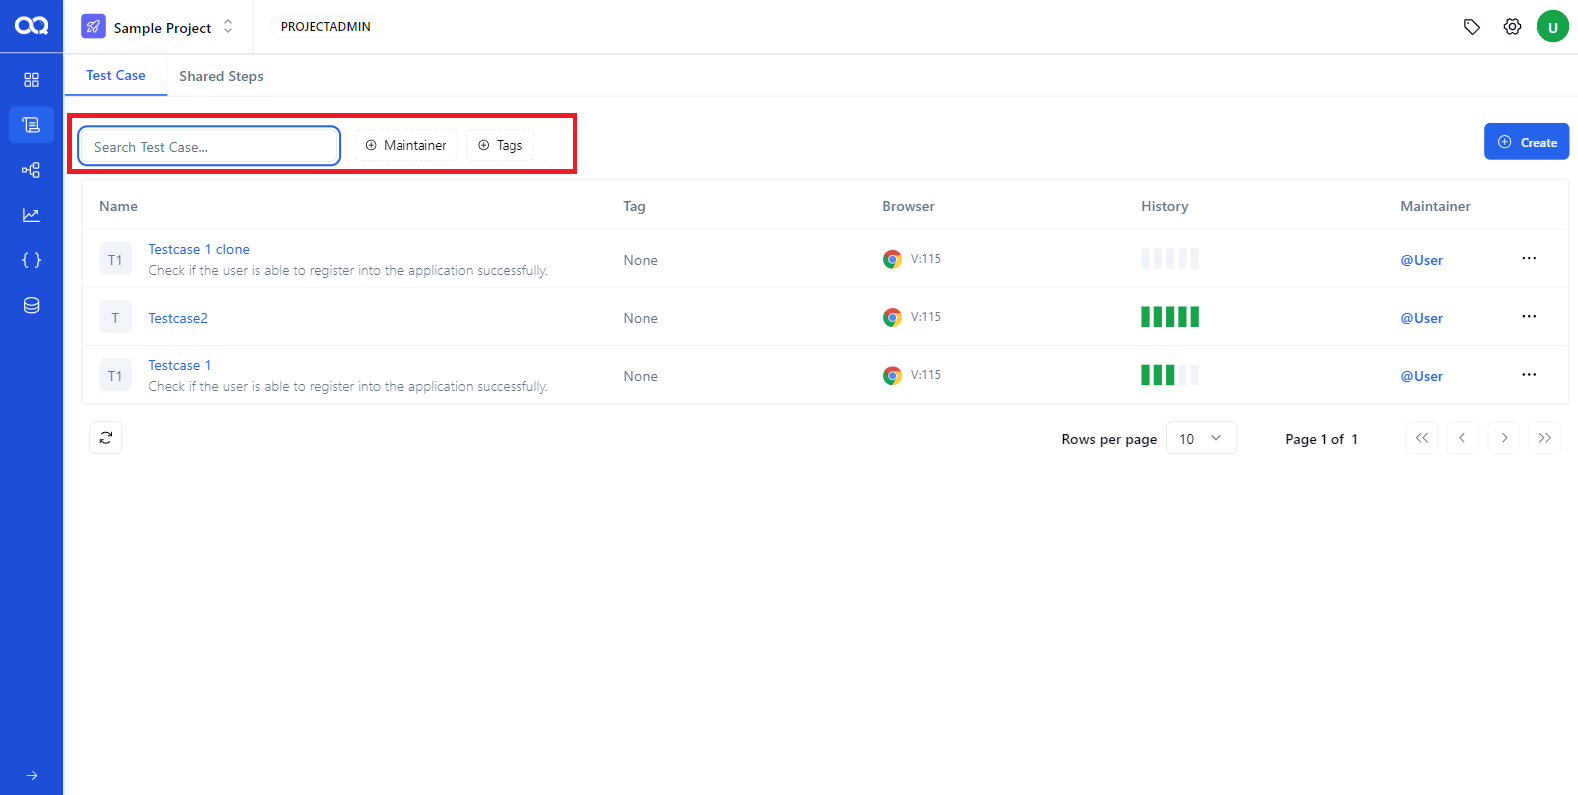 Sample Project
PROJECTADMIN
U
Test Case
Shared Steps
Search Test Case...
Maintainer
Tags
Create
Name Tag Browser History Maintainer
T1
Testcase 1 clone
Check if the user is able to register into the application successfully.
None
V:115
@User
T
Testcase2
None
V:115
@User
T1
Testcase 1
Check if the user is able to register into the application successfully.
None
V:115
@User
Rows per page 10 Page 1 of 1